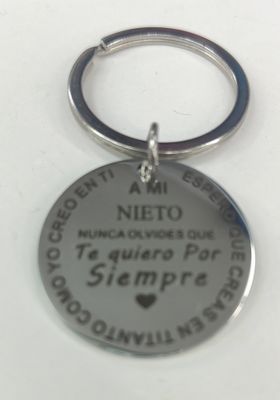 A MI
NIETO
NUNCA OLVIDES QUE
Te quiero Por
Siempre
ESPERO QUE CREAS EN TI TANTO COMO YO CREO EN TI